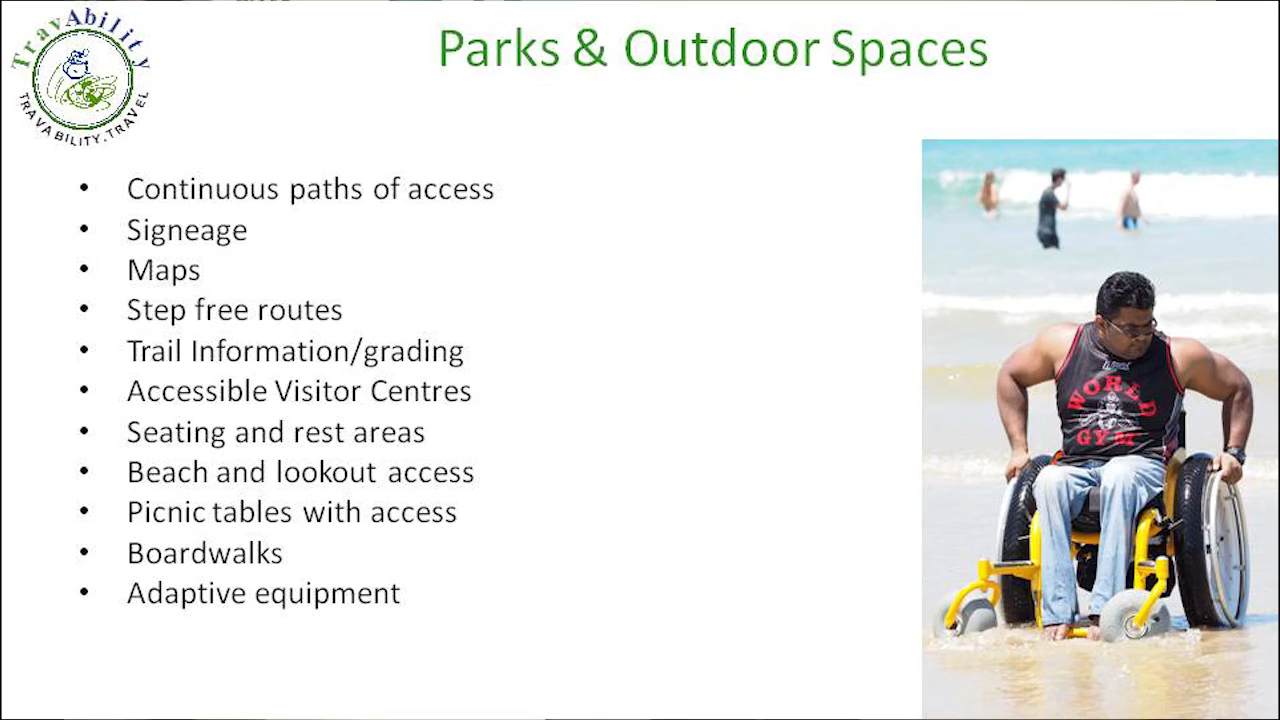 TravAbility
TRAVABILITY.TRAVEL
Parks & Outdoor Spaces
• Continuous paths of access
• Signeage
• Maps
• Step free routes
• Trail Information/grading
• Accessible Visitor Centres
• Seating and rest areas
• Beach and lookout access
• Picnic tables with access
• Boardwalks
• Adaptive equipment
WORLD
GYM